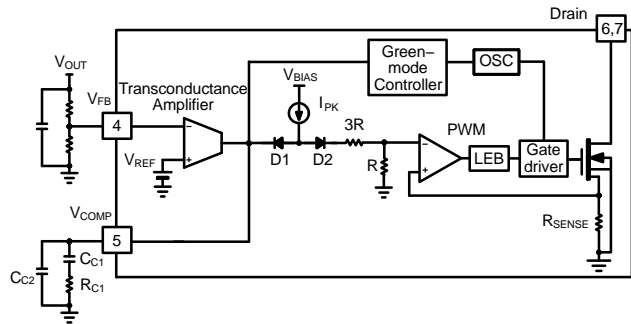 Drain
6,7
VOUT
Transconductance
Amplifier
VFB
4
VREF
VBIAS
IPK
Green–
mode
Controller
OSC
3R
PWM
D1
D2
R
LEB
Gate
driver
RSENSE
VCOMP
5
CC1
CC2
RC1
−
+
−
+
+